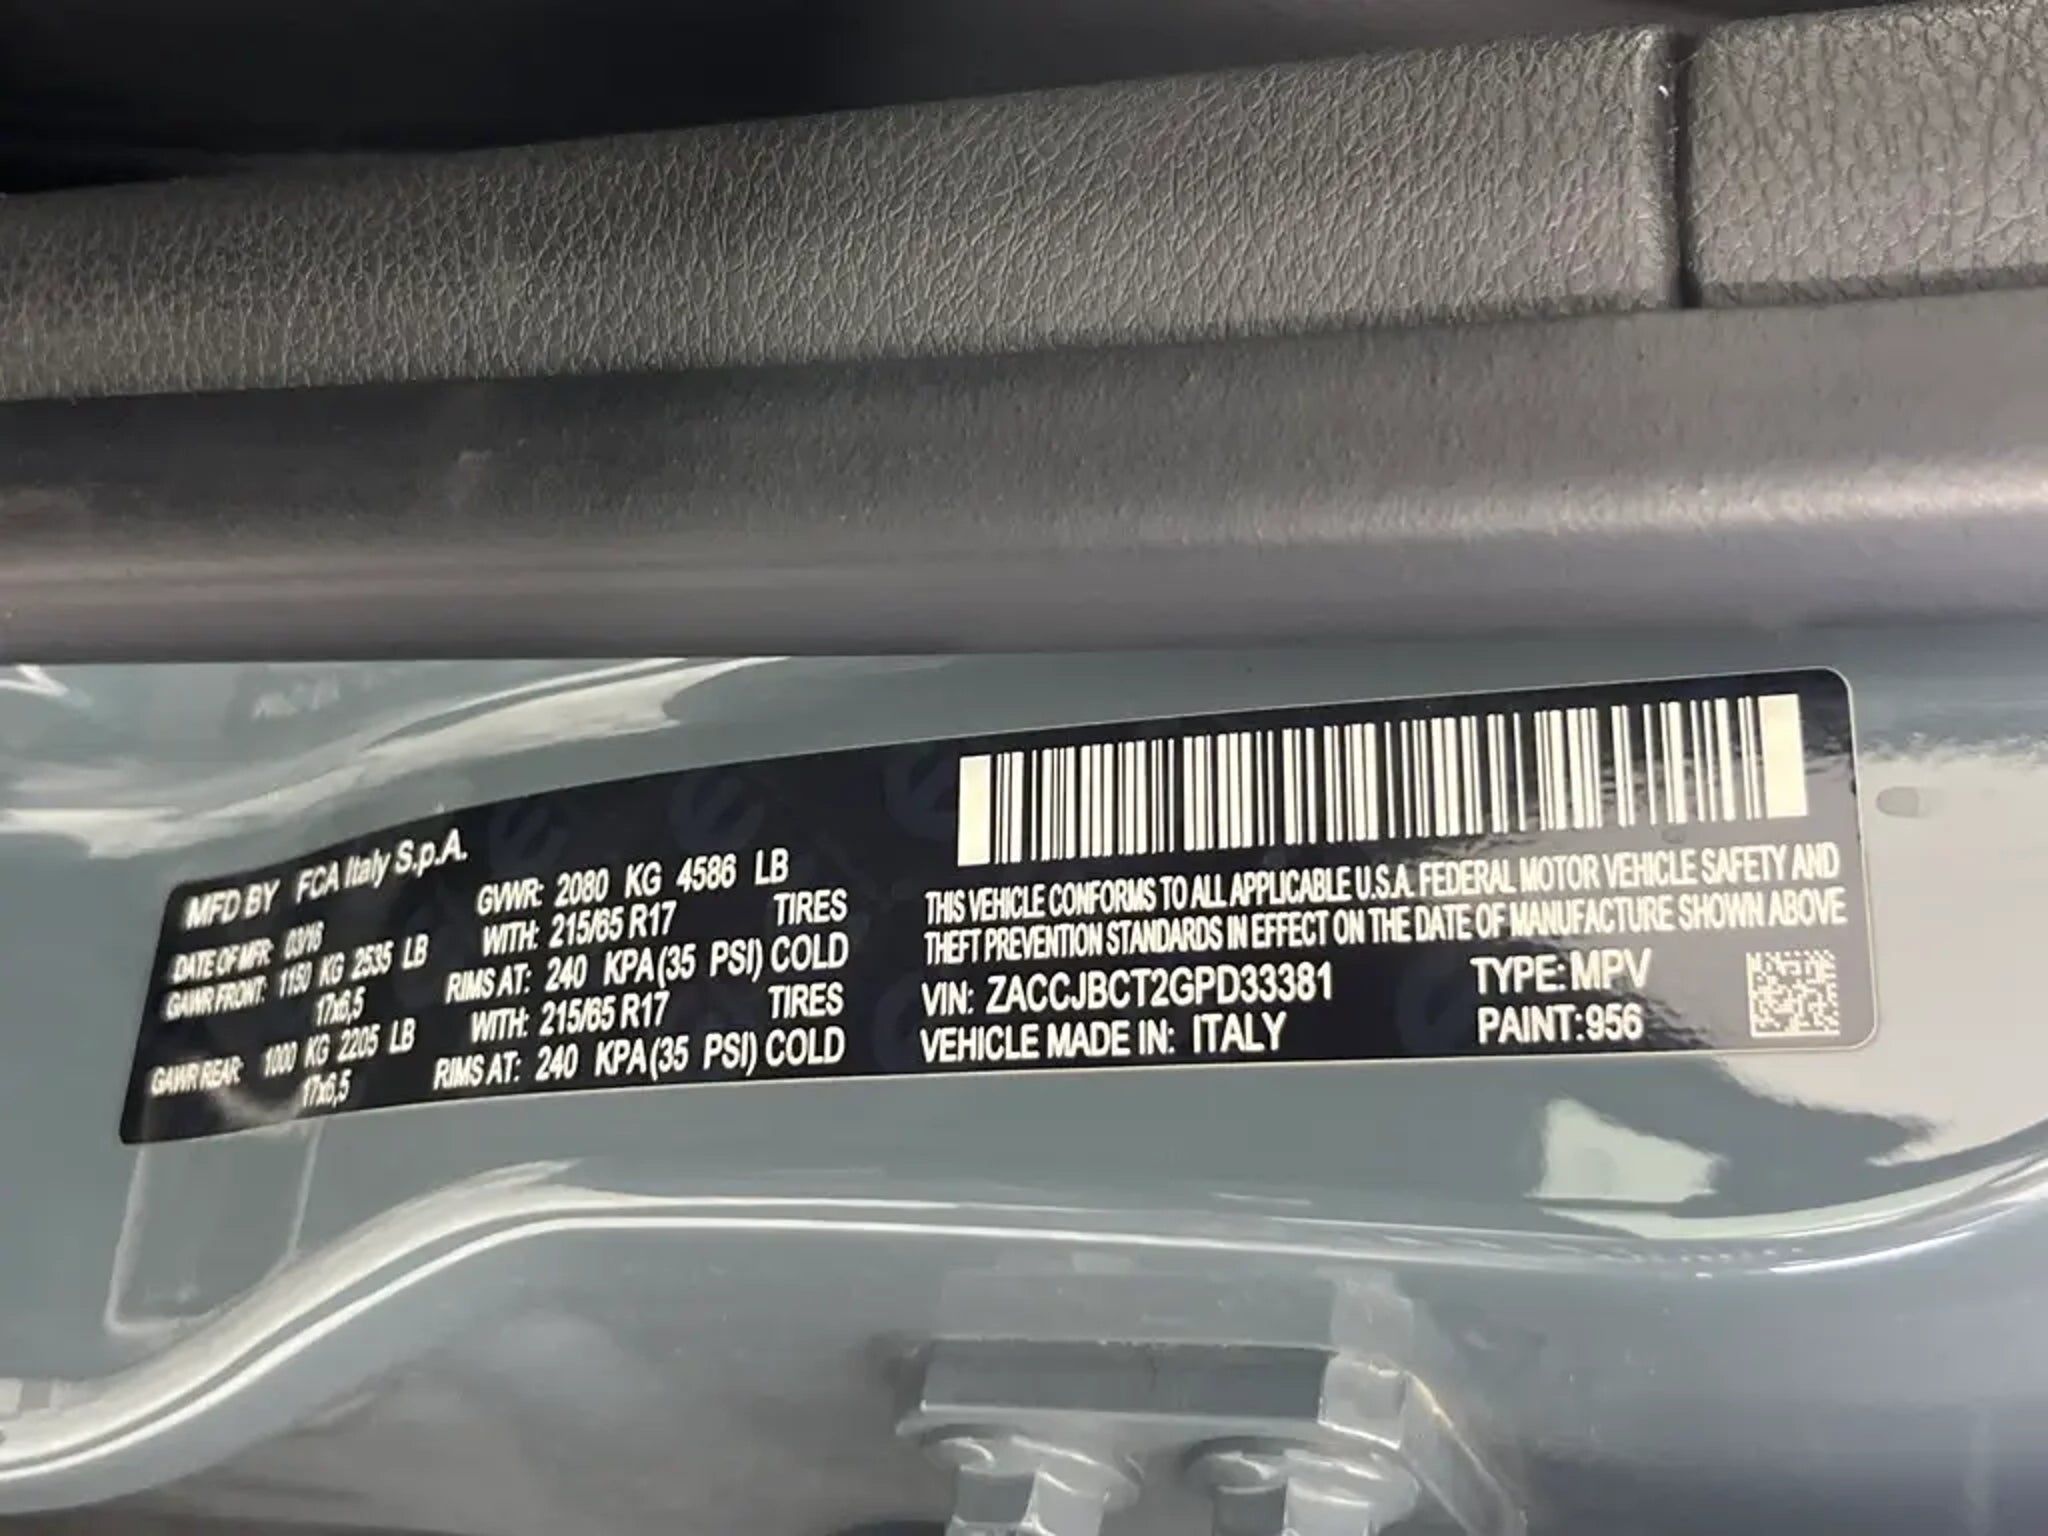 MFD BY FCA Italy S.p.A.
DATE OF MFR: 03/16 GVWR: 2080 KG 4586 LB
GAWR FRONT: 1150 KG 2535 LB WITH: 215/65 R17 TIRES
17x6,5 RIMS AT: 240 KPA(35 PSI) COLD
GAWR REAR: 1000 KG 2205 LB WITH: 215/65 R17 TIRES
17x6,5 RIMS AT: 240 KPA(35 PSI) COLD
THIS VEHICLE CONFORMS TO ALL APPLICABLE U.S.A. FEDERAL MOTOR VEHICLE SAFETY AND
THEFT PREVENTION STANDARDS IN EFFECT ON THE DATE OF MANUFACTURE SHOWN ABOVE
VIN: ZACCJBCT2GPD33381 TYPE: MPV
VEHICLE MADE IN: ITALY PAINT:956